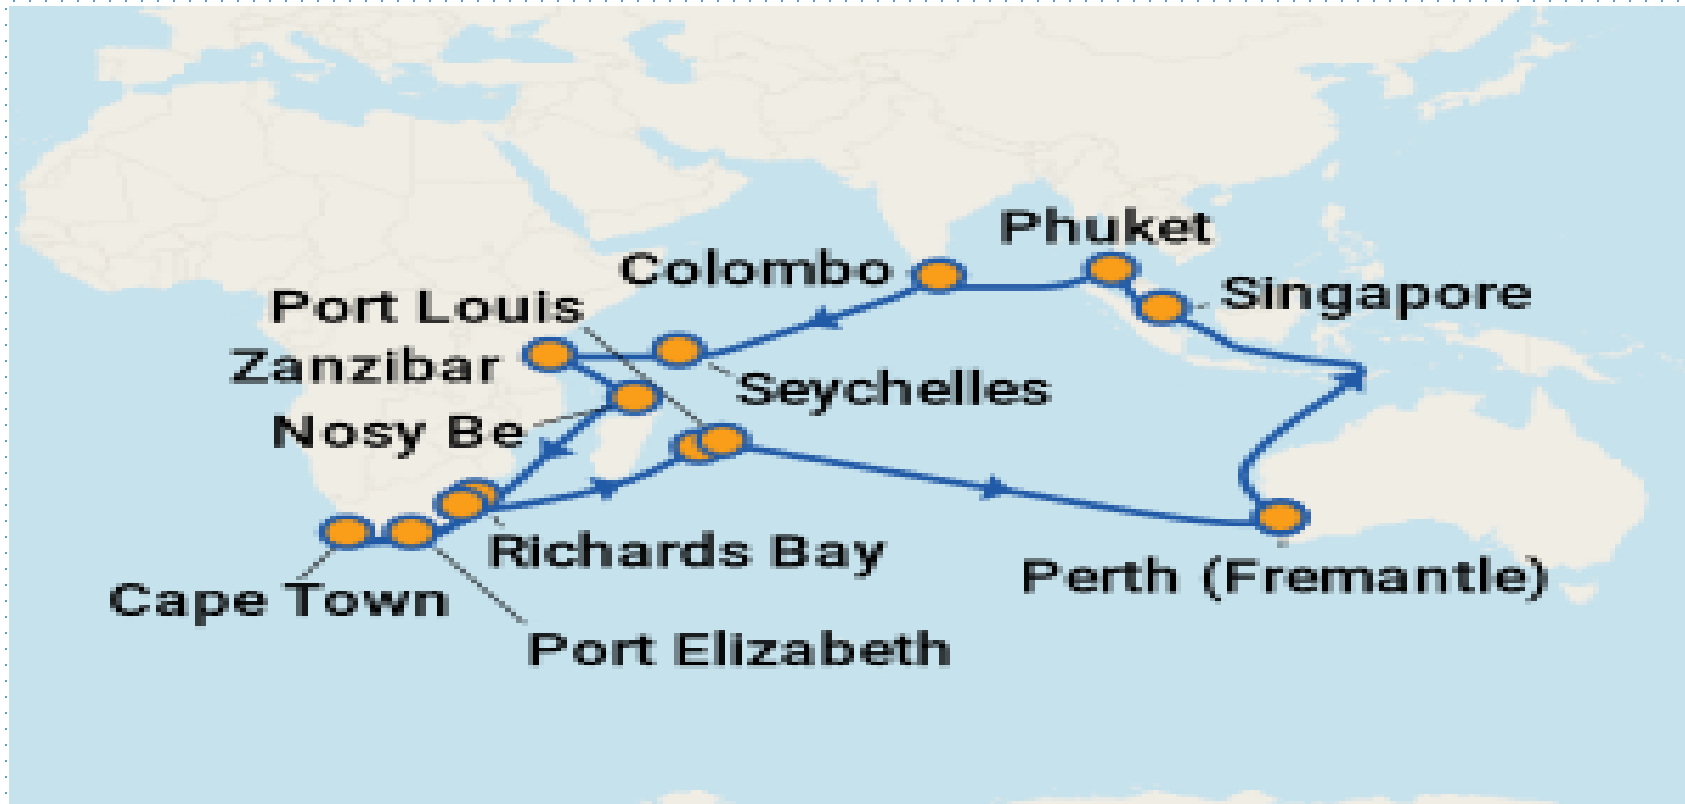 Phuket
Colombo
Singapore
Port Louis
Zanzibar
Seychelles
Nosy Be
Richards Bay
Perth (Fremantle)
Cape Town
Port Elizabeth